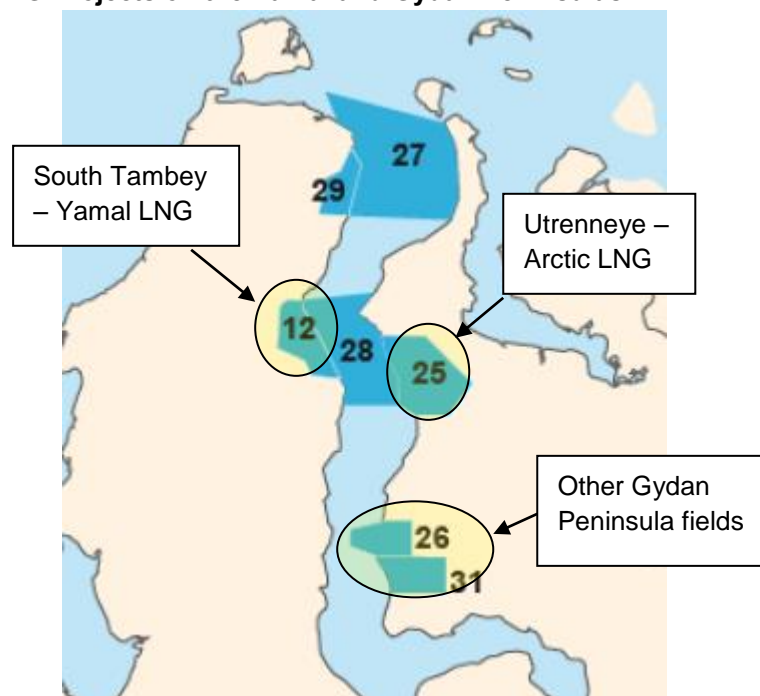 27
29
South Tambey
– Yamal LNG
Utrenneye –
Arctic LNG
12
28
25
Other Gydan
Peninsula fields
26
31